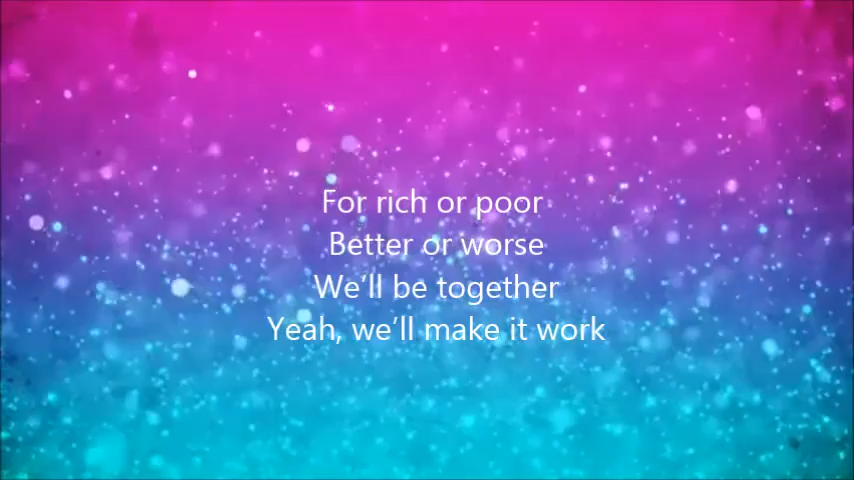 For rich or poor
Better or worse
We’ll be together
Yeah, we’ll make it work